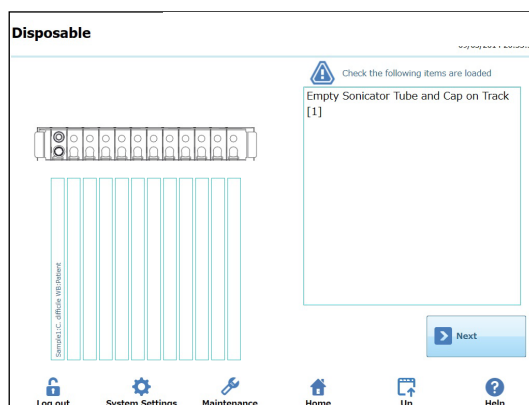 Disposable
Check the following items are loaded
Empty Sonicator Tube and Cap on Track
[1]
Sample1:C. difficile WB:Patient
Next
Log out
System Settings
Maintenance
Home
Up
Help